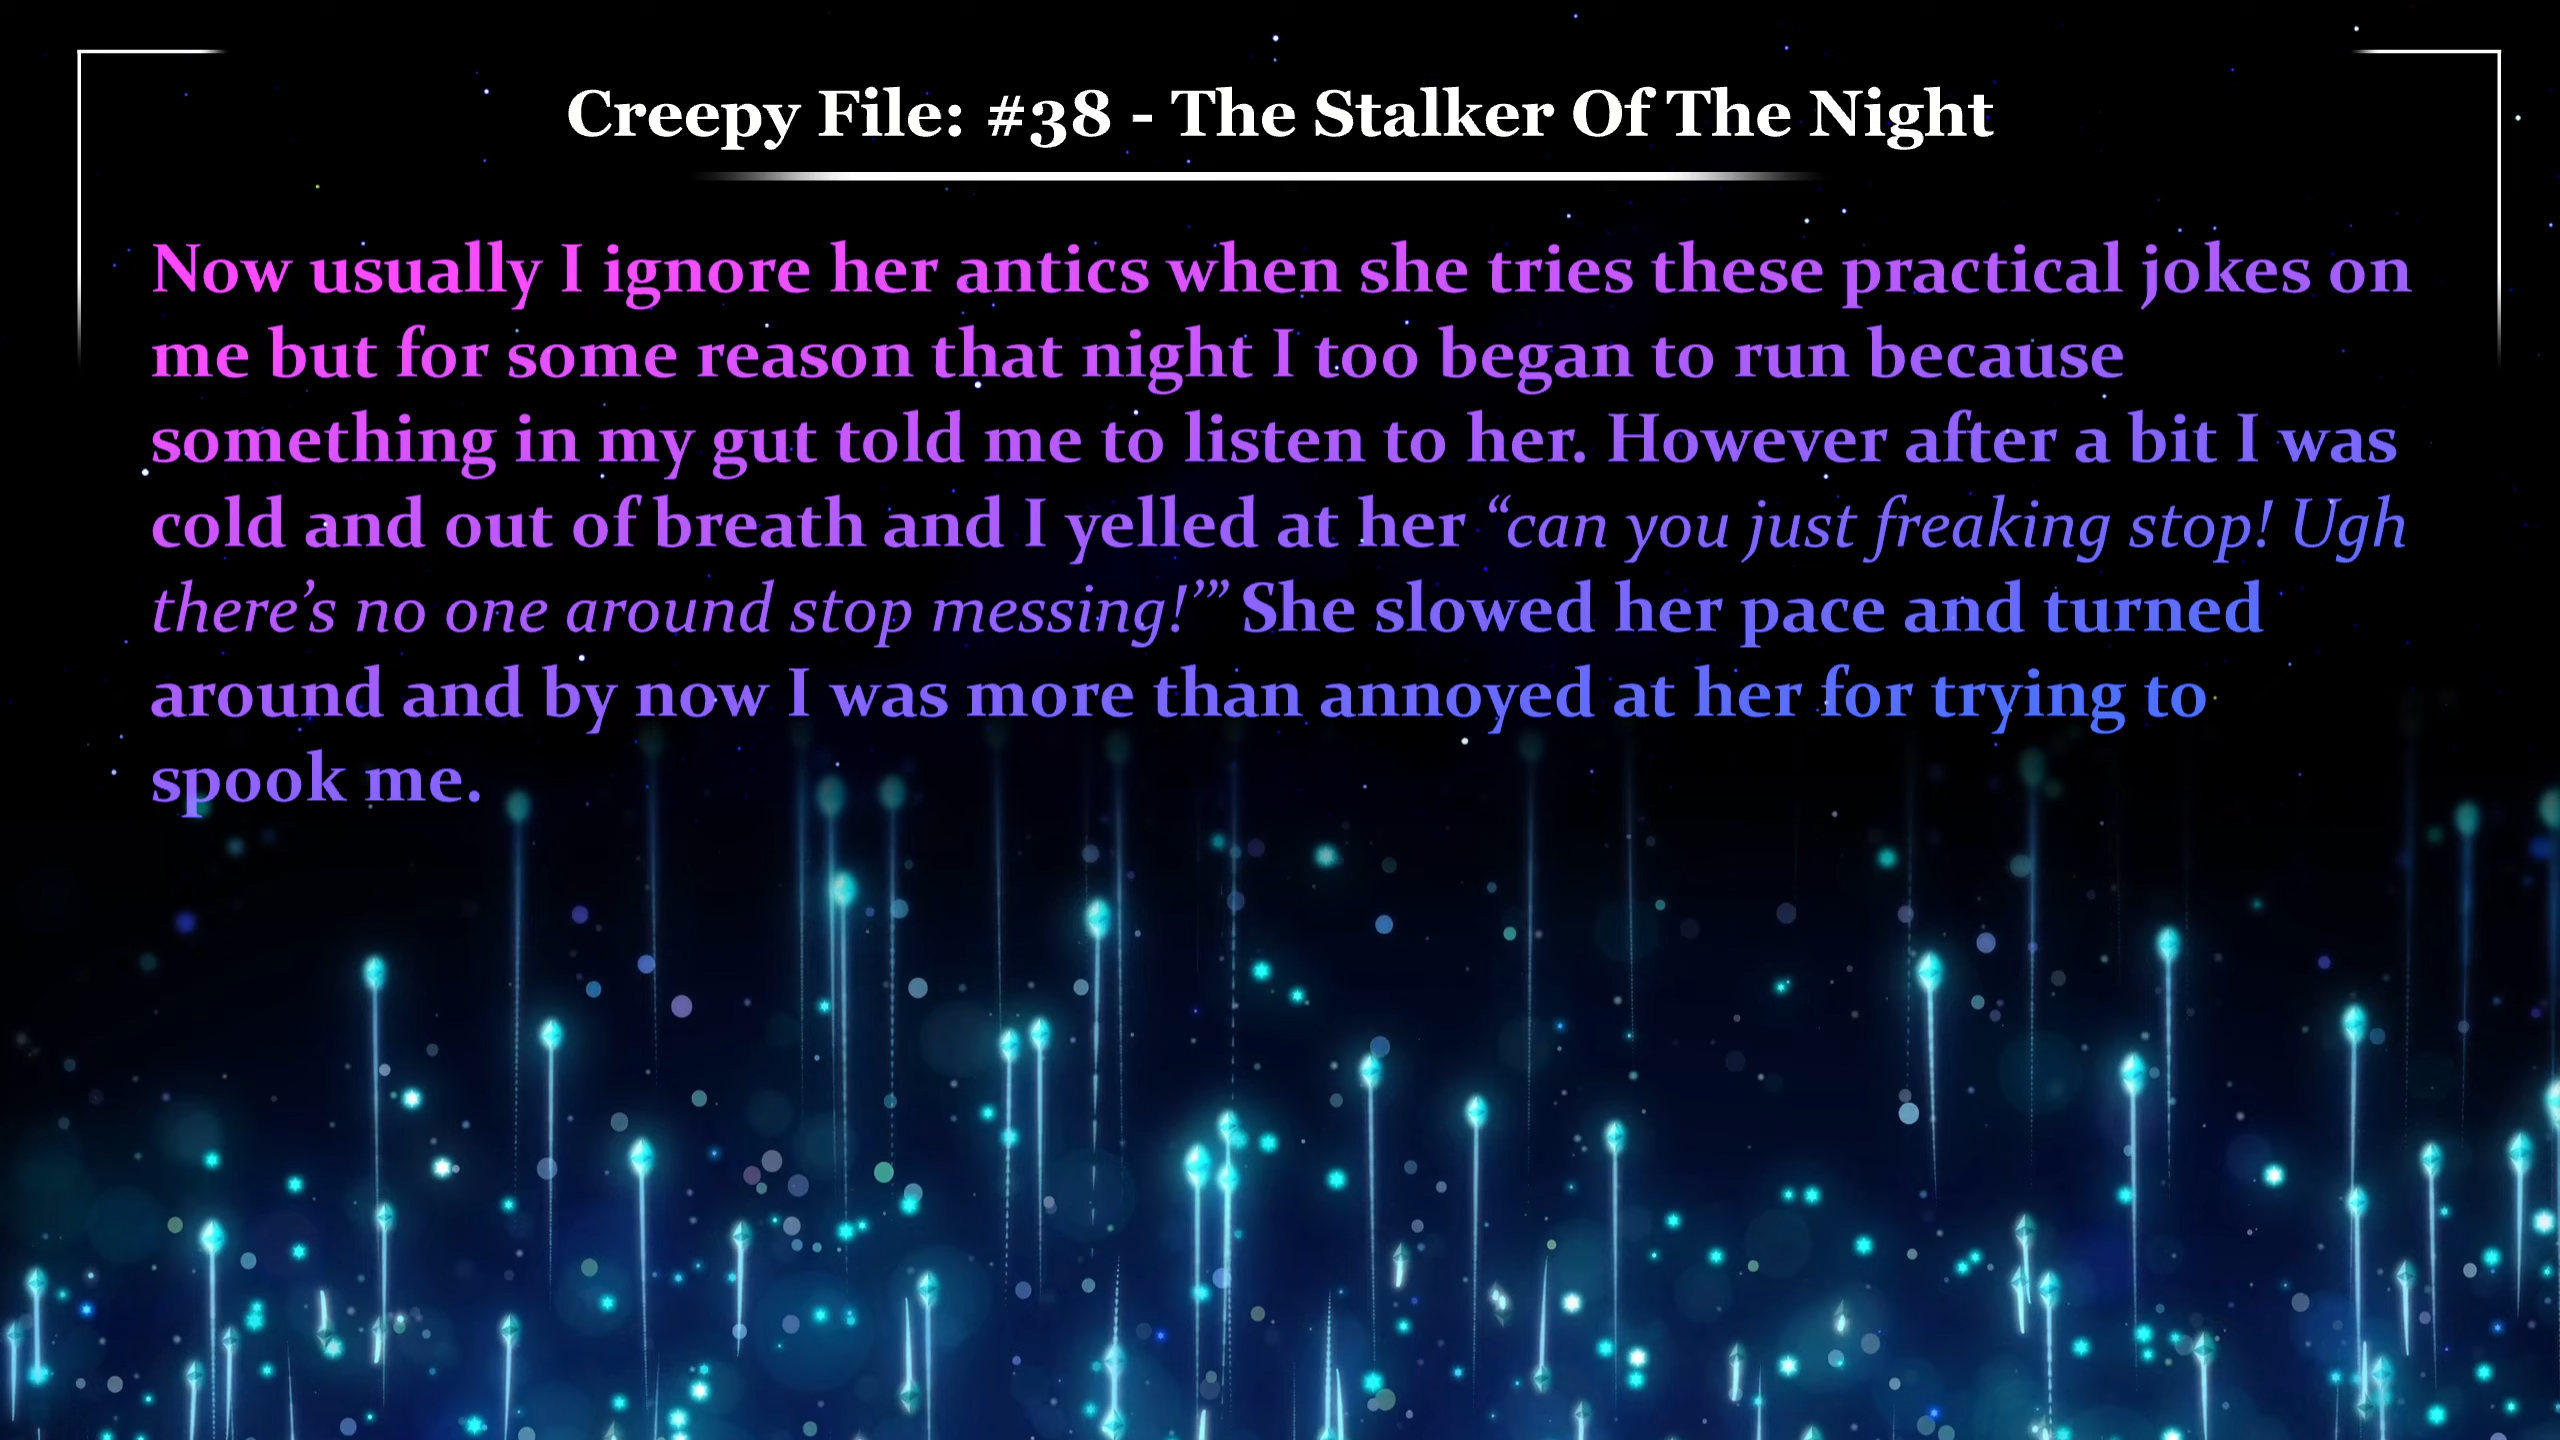 Creepy File: #38 - The Stalker Of The Night
Now usually I ignore her antics when she tries these practical jokes on
me but for some reason that night I too began to run because
something in my gut told me to listen to her. However after a bit I was
cold and out of breath and I yelled at her “can you just freaking stop! Ugh
there’s no one around stop messing!’” She slowed her pace and turned
around and by now I was more than annoyed at her for trying to
spook me.